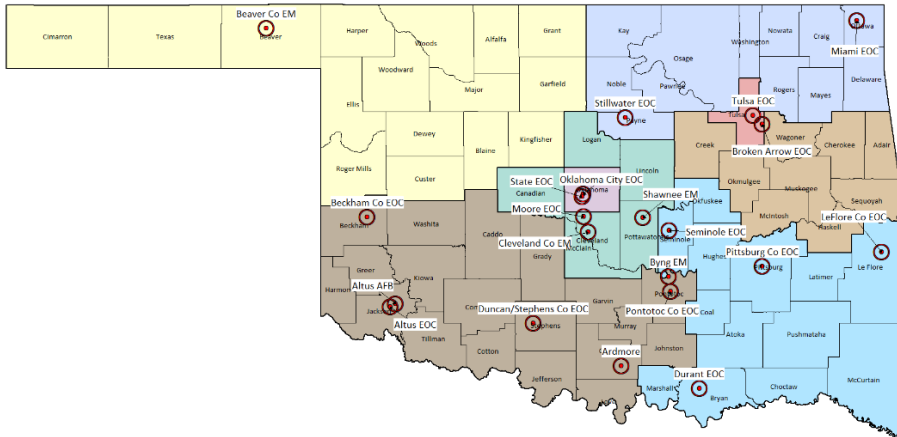 Beaver Co EM
Cimarron
Texas
Beaver
Harper
Woods
Alfalfa
Grant
Kay
Osage
Washington
Nowata
Craig
Ottawa
Miami EOC
Woodward
Major
Garfield
Noble
Pawnee
Rogers
Mayes
Delaware
Ellis
Stillwater EOC
Payne
Tulsa EOC
Tulsa
Broken Arrow EOC
Wagoner
Cherokee
Adair
Dewey
Blaine
Kingfisher
Logan
Creek
Roger Mills
Custer
Canadian
State EOC
Oklahoma City EOC
Lincoln
Okmulgee
Muskogee
Sequoyah
Okfuskee
McIntosh
Haskell
LeFlore Co EOC
Beckham Co EOC
Beckham
Washita
Caddo
Moore EOC
Shawnee EM
Cleveland Co EM
Cleveland
McClain
Pottawatomie
Seminole EOC
Seminole
Hughes
Pittsburg Co EOC
Pittsburg
Latimer
Le Flore
Grady
Greer
Kiowa
Harmon
Altus AFB
Jackson
Altus EOC
Tillman
Byng EM
Garvin
Pontotoc Co EOC
Coal
Duncan/Stephens Co EOC
Stephens
Murray
Atoka
Pushmataha
Cotton
Ardmore
Johnston
Jefferson
Marshall
Durant EOC
Bryan
Choctaw
McCurtain